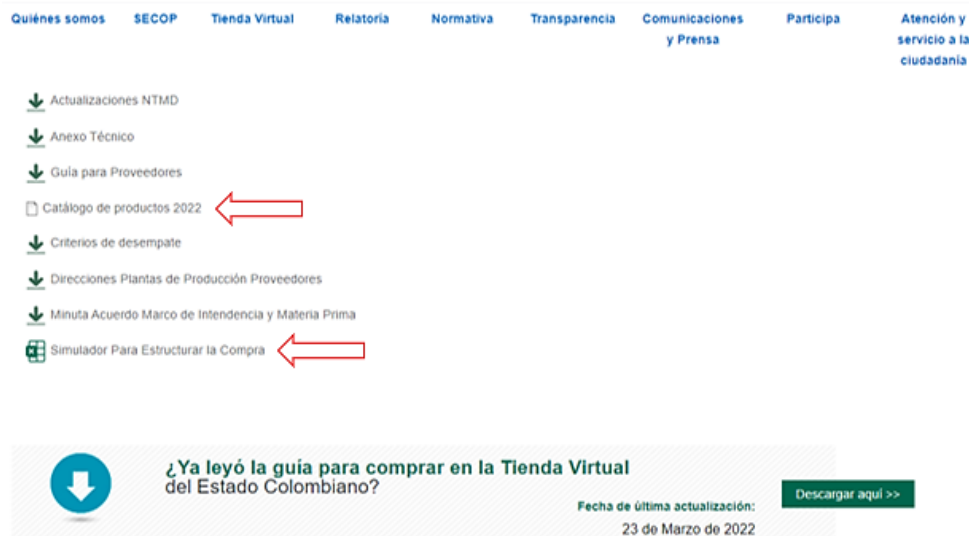 Quiénes somos SECOP Tienda Virtual Relatoría Normativa Transparencia Comunicaciones y Prensa Participa Atención y servicio a la ciudadanía
Actualizaciones NTMD
Anexo Técnico
Guía para Proveedores
Catálogo de productos 2022
Criterios de desempate
Direcciones Plantas de Producción Proveedores
Minuta Acuerdo Marco de Intendencia y Materia Prima
Simulador Para Estructurar la Compra
¿Ya leyó la guía para comprar en la Tienda Virtual
del Estado Colombiano?
Fecha de última actualización:
23 de Marzo de 2022
Descargar aquí >>